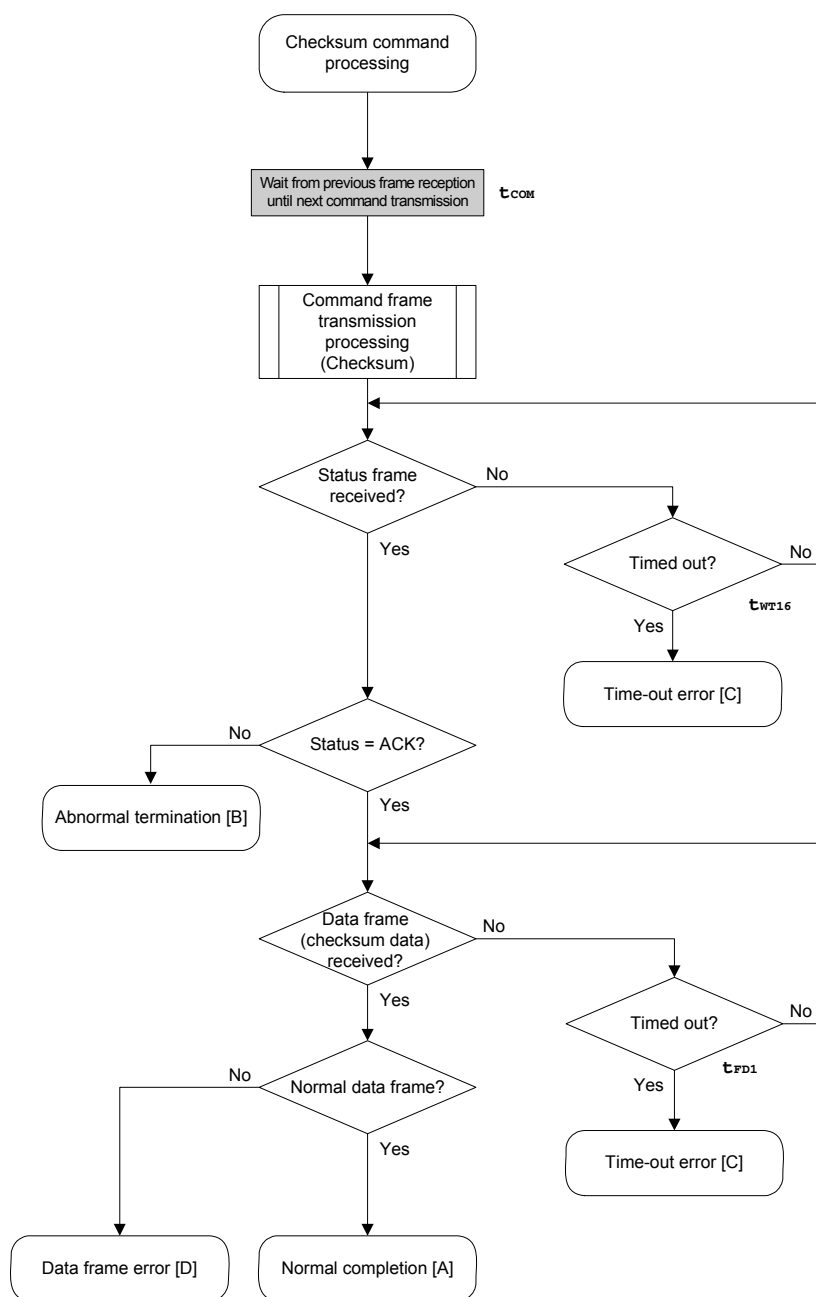 Checksum command
processing
Wait from previous frame reception
until next command transmission
tCOM
Command frame
transmission
processing
(Checksum)
Status frame
received?
No
Yes
Timed out?
No
tWT16
Yes
Time-out error [C]
Status = ACK?
No
Yes
Abnormal termination [B]
Data frame
(checksum data)
received?
No
Yes
Timed out?
No
tFD1
Yes
Time-out error [C]
Normal data frame?
No
Yes
Data frame error [D]
Normal completion [A]